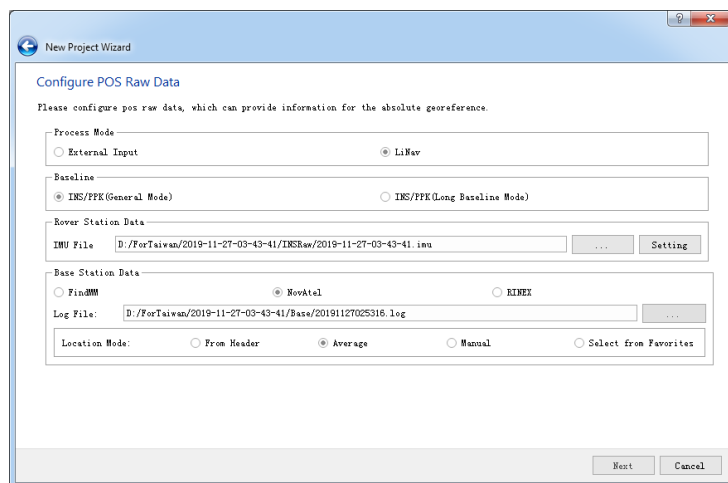 New Project Wizard
Configure POS Raw Data
Please configure pos raw data, which can provide information for the absolute georeference.
Process Mode
External Input LiNav
Baseline
INS/PPK(General Mode) INS/PPK(Long Baseline Mode)
Rover Station Data
IMU File D:/ForTaiwan/2019-11-27-03-43-41/INSRaw/2019-11-27-03-43-41.imu ... Setting
Base Station Data
FindMM NovAtel RINEX
Log File: D:/ForTaiwan/2019-11-27-03-43-41/Base/20191127025316.log ...
Location Mode: From Header Average Manual Select from Favorites
Next Cancel